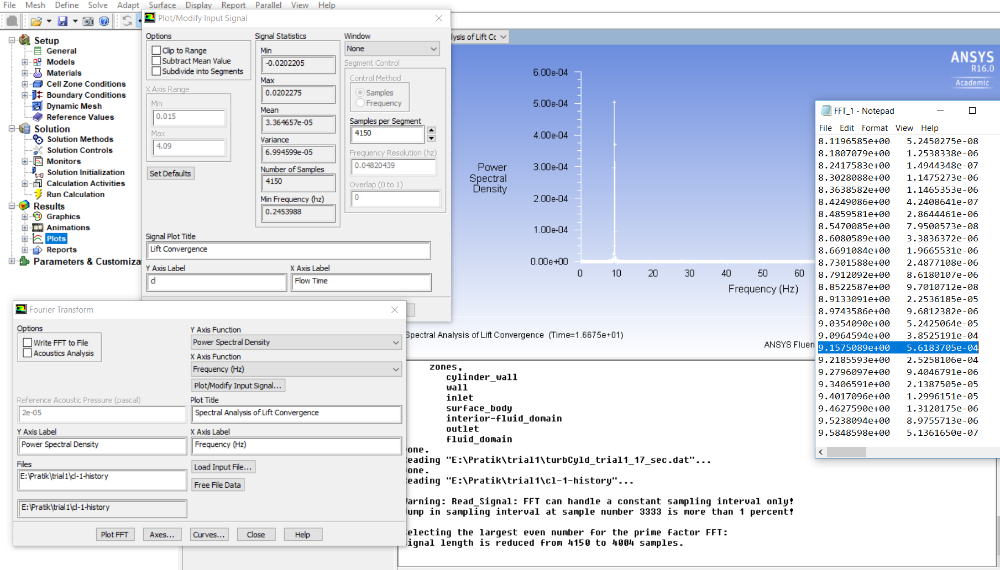 File Mesh Define Solve Adapt Surface Display Report Parallel View Help
Setup
General
Models
Materials
Cell Zone Conditions
Boundary Conditions
Dynamic Mesh
Reference Values
Solution
Solution Methods
Solution Controls
Monitors
Solution Initialization
Calculation Activities
Run Calculation
Results
Graphics
Animations
Plots
Reports
Parameters & Customiza
Plot/Modify Input Signal
Options
Clip to Range
Subtract Mean Value
Subdivide into Segments
X Axis Range
Min
0.015
Max
4.09
Set Defaults
Signal Statistics
Min
-0.0202205
Max
0.0202275
Mean
3.364657e-05
Variance
6.994599e-05
Number of Samples
4150
Min Frequency (hz)
0.2453988
Window
None
Segment Control
Control Method
Samples
Frequency
Samples per Segment
4150
Frequency Resolution (hz)
0.04820439
Overlap (0 to 1)
0
Signal Plot Title
Lift Convergence
Y Axis Label
cl
X Axis Label
Flow Time
Fourier Transform
Options
Write FFT to File
Acoustics Analysis
Y Axis Function
Power Spectral Density
X Axis Function
Frequency (Hz)
Plot/Modify Input Signal...
Reference Acoustic Pressure (pascal)
2e-05
Plot Title
Spectral Analysis of Lift Convergence
Y Axis Label
Power Spectral Density
X Axis Label
Frequency (Hz)
Files
E:\Pratik\trial1\cl-1-history
Load Input File...
Free File Data
E:\Pratik\trial1\cl-1-history
Plot FFT Axes... Curves... Close Help
lysis of Lift Cc
ANSYS
R16.0
Academic
6.00e-04
5.00e-04
4.00e-04
3.00e-04
2.00e-04
1.00e-04
0.00e+00
Power
Spectral
Density
0 10 20 30 40 50 60
Frequency (Hz)
Spectral Analysis of Lift Convergence (Time=1.6675e+01)
ANSYS Fluen
zones,
cylinder_wall
wall
inlet
surface_body
interior-fluid_domain
outlet
fluid_domain
one.
eading "E:\Pratik\trial1\turbCyld_trial1_17_sec.dat"...
one.
eading "E:\Pratik\trial1\cl-1-history"...
arning: Read_Signal: FFT can handle a constant sampling interval only!
ump in sampling interval at sample number 3333 is more than 1 percent!
electing the largest even number for the prime factor FFT:
ignal length is reduced from 4150 to 4004 samples.
FFT_1 - Notepad
File Edit Format View Help
8.1196585e+00 5.2450275e-08
8.1807079e+00 1.2538338e-06
8.2417583e+00 1.4944348e-07
8.3028088e+00 1.1475273e-06
8.3638582e+00 1.1465353e-06
8.4249086e+00 4.2408641e-07
8.4859581e+00 2.8644461e-06
8.5470085e+00 7.9500573e-08
8.6080589e+00 3.3836372e-06
8.6691084e+00 1.9665531e-06
8.7301588e+00 2.4877108e-06
8.7912092e+00 8.6180107e-06
8.8522587e+00 9.7010712e-08
8.9133091e+00 2.2536185e-05
8.9743586e+00 9.6812382e-06
9.0354090e+00 5.2425064e-05
9.0964594e+00 3.8525191e-04
9.1575089e+00 5.6183705e-04
9.2185593e+00 2.5258106e-04
9.2796097e+00 9.4046791e-06
9.3406591e+00 2.1387505e-05
9.4017096e+00 1.2996151e-05
9.4627590e+00 1.3120175e-06
9.5238094e+00 8.9755713e-06
9.5848598e+00 5.1361650e-07